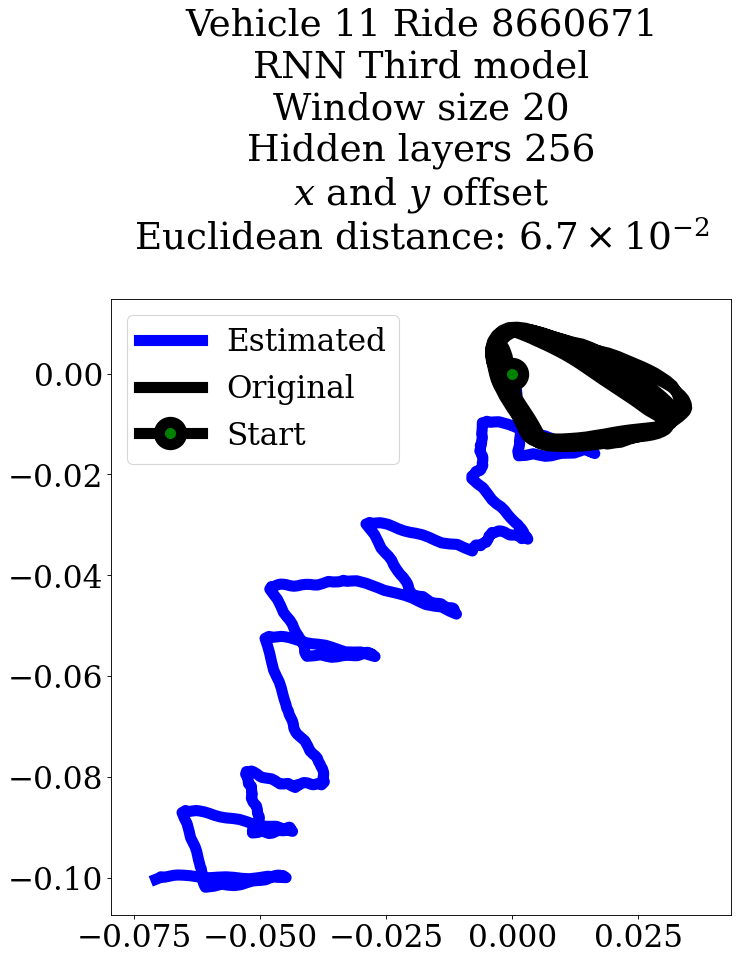 Vehicle 11 Ride 8660671
RNN Third model
Window size 20
Hidden layers 256
x and y offset
Euclidean distance: 6.7 × 10⁻²
Estimated
Original
Start
0.00
−0.02
−0.04
−0.06
−0.08
−0.10
−0.075 −0.050 −0.025 0.000 0.025